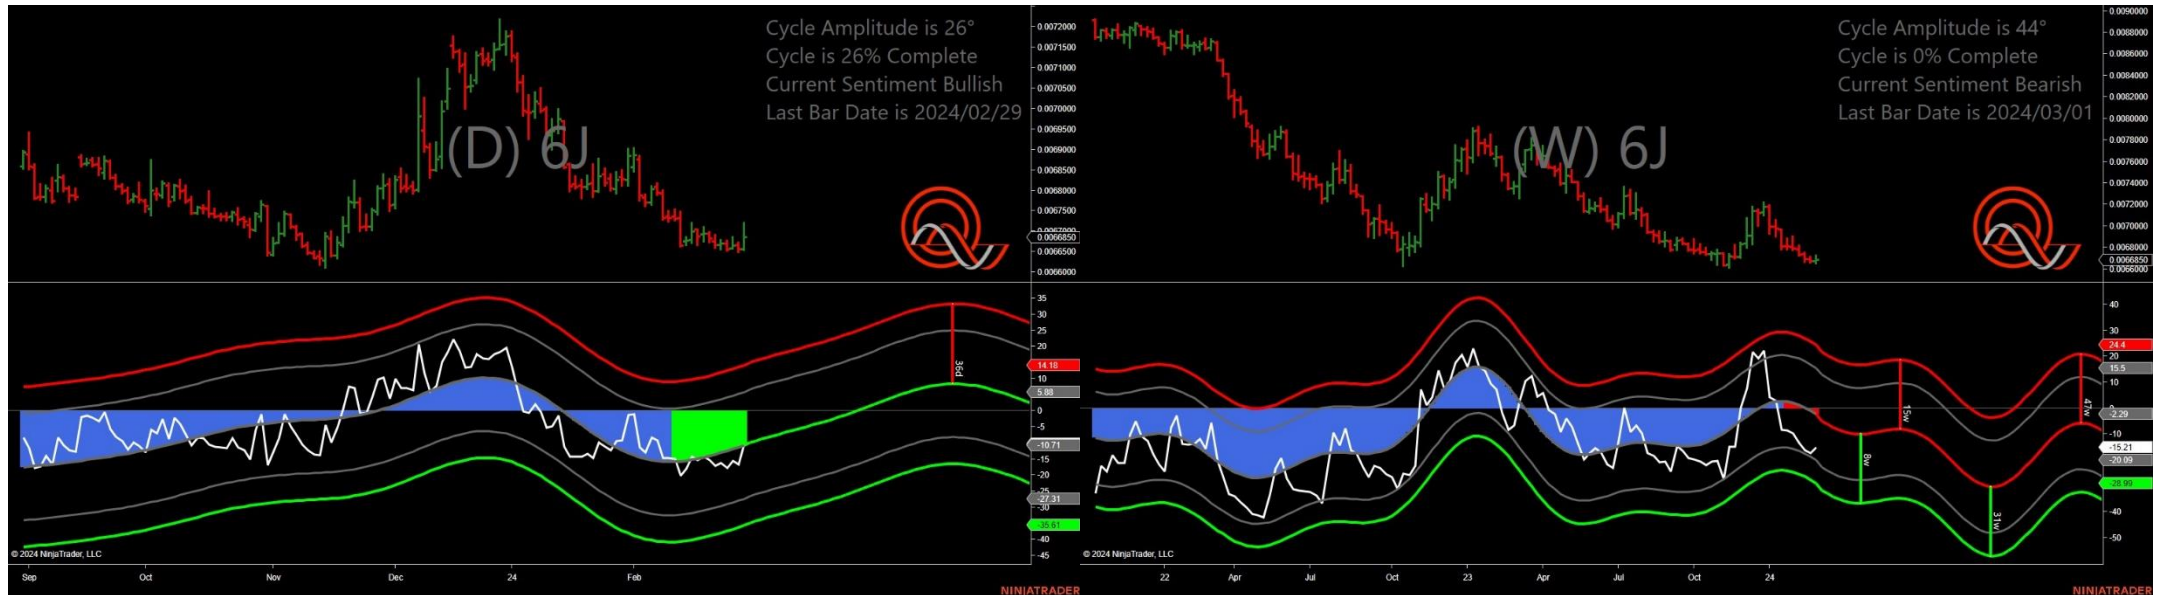 Cycle Amplitude is 26°
Cycle is 26% Complete
Current Sentiment Bullish
Last Bar Date is 2024/02/29
(D) 6J
0.0072000
0.0071500
0.0071000
0.0070500
0.0070000
0.0069500
0.0069000
0.0068500
0.0068000
0.0067500
0.0067000
0.0066850
0.0066500
0.0066000
35
30
25
20
14.18
10
5.88
0
-5
-10.71
-15
-20
-27.31
-30
-35.61
-40
-45
36d
© 2024 NinjaTrader, LLC
Sep
Oct
Nov
Dec
24
Feb
NINJATRADER
Cycle Amplitude is 44°
Cycle is 0% Complete
Current Sentiment Bearish
Last Bar Date is 2024/03/01
(W) 6J
0.0090000
0.0088000
0.0086000
0.0084000
0.0082000
0.0080000
0.0078000
0.0076000
0.0074000
0.0072000
0.0070000
0.0068000
0.0066850
0.0066000
40
30
24.4
20
15.5
10
-2.29
-10
-15.21
-20.09
-28.99
-40
-50
8w
15w
31w
47w
© 2024 NinjaTrader, LLC
22
Apr
Jul
Oct
23
Apr
Jul
Oct
24
NINJATRADER